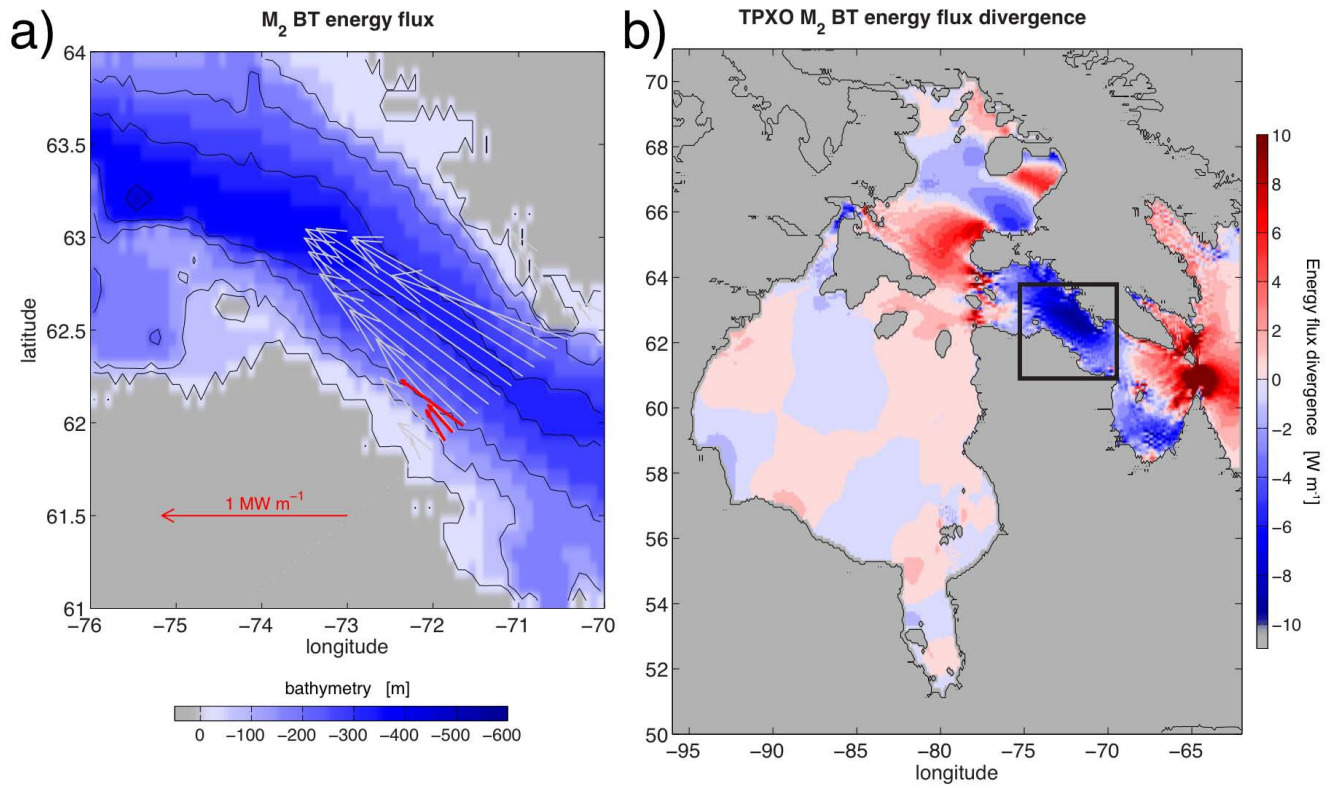 a)
M₂ BT energy flux
64
63.5
63
62.5
62
61.5
61
latitude
1 MW m⁻¹
−76 −75 −74 −73 −72 −71 −70
longitude
bathymetry [m]
0 −100 −200 −300 −400 −500 −600
b)
TPXO M₂ BT energy flux divergence
70
68
66
64
62
60
58
56
54
52
50
−95 −90 −85 −80 −75 −70 −65
longitude
10
8
6
4
2
0
−2
−4
−6
−8
−10
Energy flux divergence [W m⁻¹]